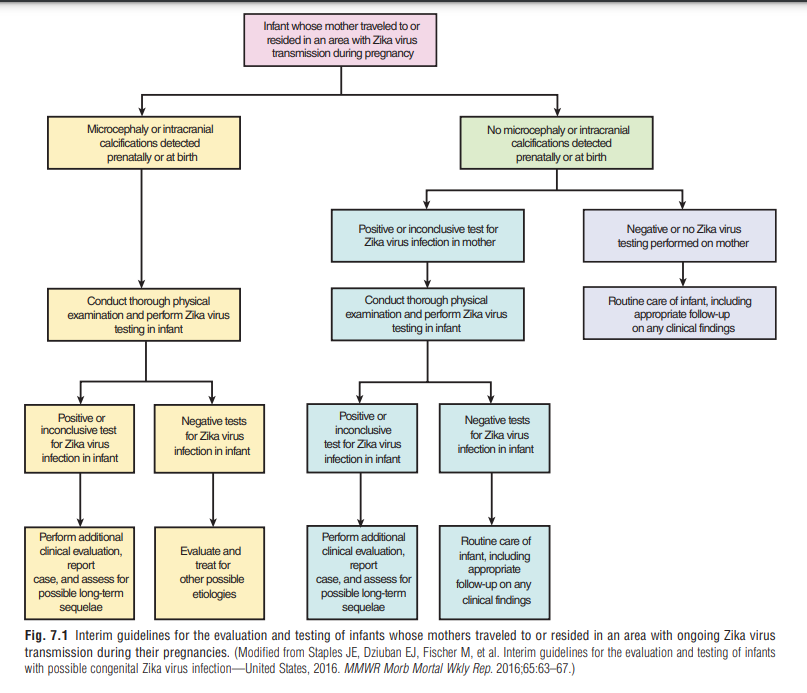 Infant whose mother traveled to or
resided in an area with Zika virus
transmission during pregnancy
Microcephaly or intracranial
calcifications detected
prenatally or at birth
No microcephaly or intracranial
calcifications detected
prenatally or at birth
Positive or inconclusive test for
Zika virus infection in mother
Negative or no Zika virus
testing performed on mother
Conduct thorough physical
examination and perform Zika virus
testing in infant
Conduct thorough physical
examination and perform Zika virus
testing in infant
Routine care of infant, including
appropriate follow-up
on any clinical findings
Positive or
inconclusive test
for Zika virus
infection in infant
Negative tests
for Zika virus
infection in infant
Positive or
inconclusive
test for Zika virus
infection in infant
Negative tests
for Zika virus
infection in infant
Perform additional
clinical evaluation,
report
case, and assess for
possible long-term
sequelae
Evaluate and
treat for
other possible
etiologies
Perform additional
clinical evaluation,
report
case, and assess for
possible long-term
sequelae
Routine care of
infant, including
appropriate
follow-up on any
clinical findings
Fig. 7.1 Interim guidelines for the evaluation and testing of infants whose mothers traveled to or resided in an area with ongoing Zika virus
transmission during their pregnancies. (Modified from Staples JE, Dziuban EJ, Fischer M, et al. Interim guidelines for the evaluation and testing of infants
with possible congenital Zika virus infection—United States, 2016. MMWR Morb Mortal Wkly Rep. 2016;65:63–67.)